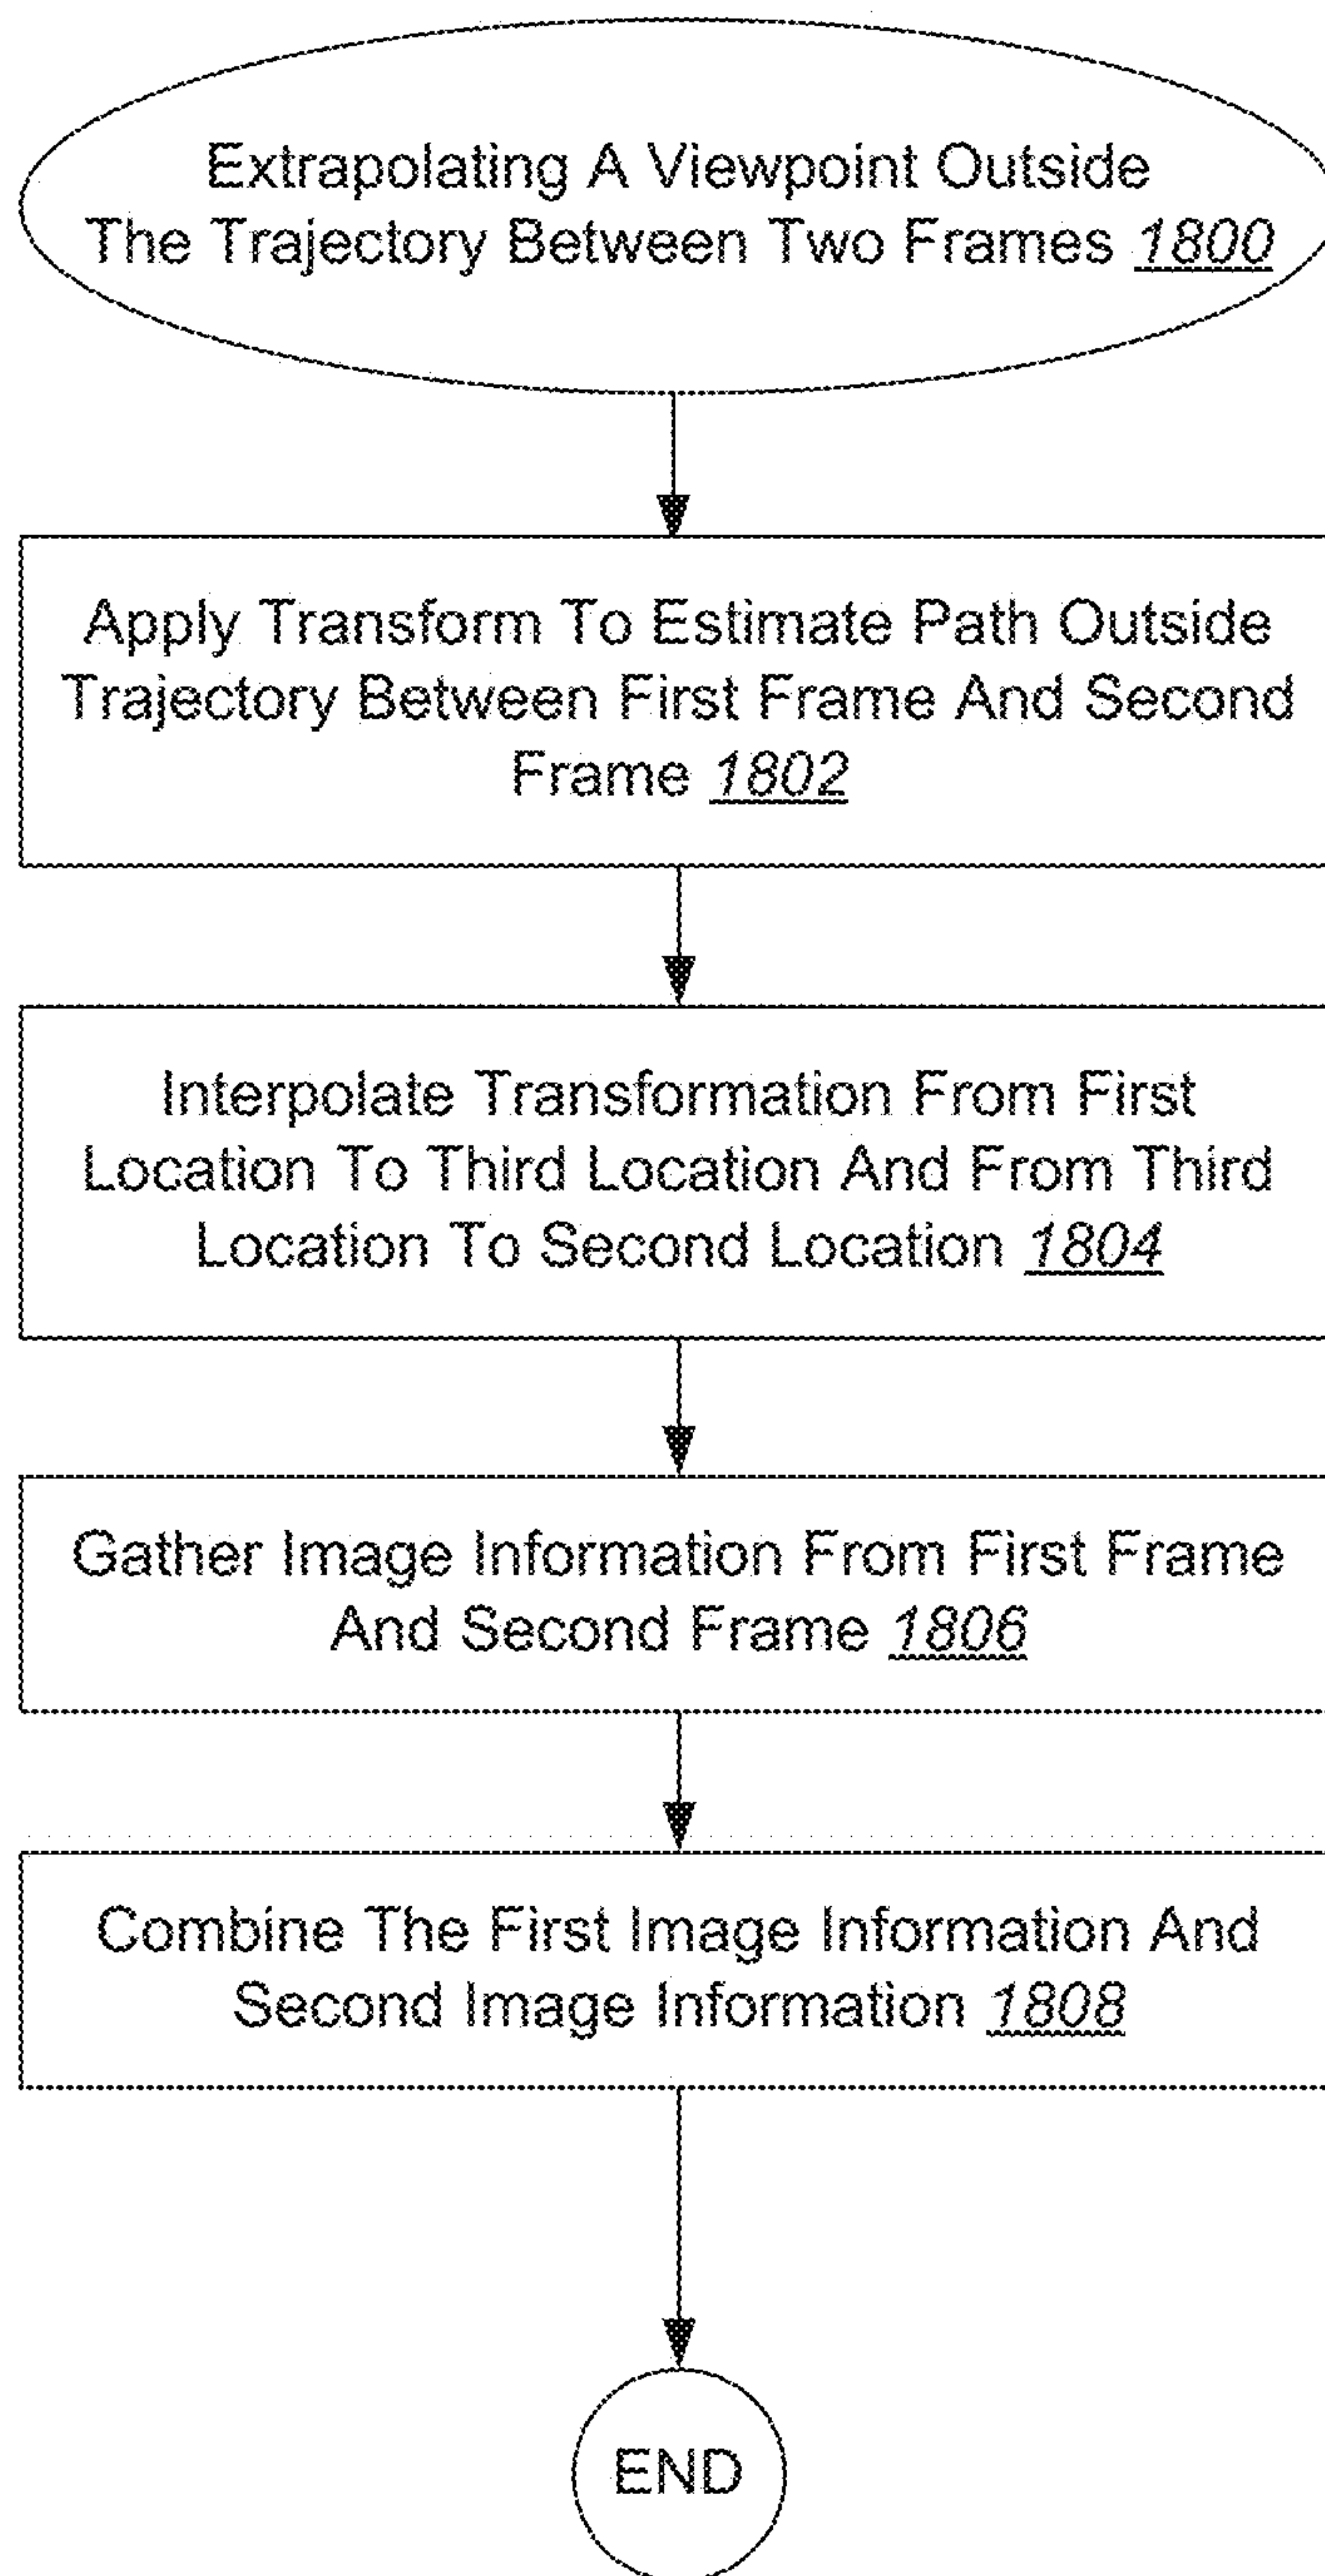 Extrapolating A Viewpoint Outside
The Trajectory Between Two Frames 1800
Apply Transform To Estimate Path Outside
Trajectory Between First Frame And Second
Frame 1802
Interpolate Transformation From First
Location To Third Location And From Third
Location To Second Location 1804
Gather Image Information From First Frame
And Second Frame 1806
Combine The First Image Information And
Second Image Information 1808
END